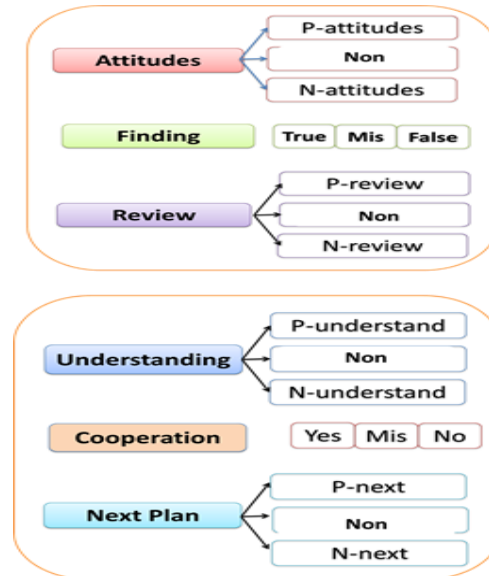 P-attitudes
Attitudes
Non
N-attitudes
Finding
True Mis False
P-review
Review
Non
N-review
P-understand
Understanding
Non
N-understand
Cooperation
Yes Mis No
P-next
Next Plan
Non
N-next